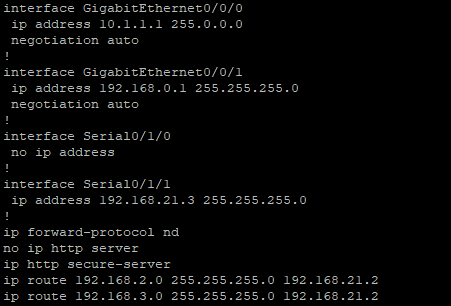 interface GigabitEthernet0/0/0
 ip address 10.1.1.1 255.0.0.0
 negotiation auto
!
interface GigabitEthernet0/0/1
 ip address 192.168.0.1 255.255.255.0
 negotiation auto
!
interface Serial0/1/0
 no ip address
!
interface Serial0/1/1
 ip address 192.168.21.3 255.255.255.0
!
ip forward-protocol nd
no ip http server
ip http secure-server
ip route 192.168.2.0 255.255.255.0 192.168.21.2
ip route 192.168.3.0 255.255.255.0 192.168.21.2